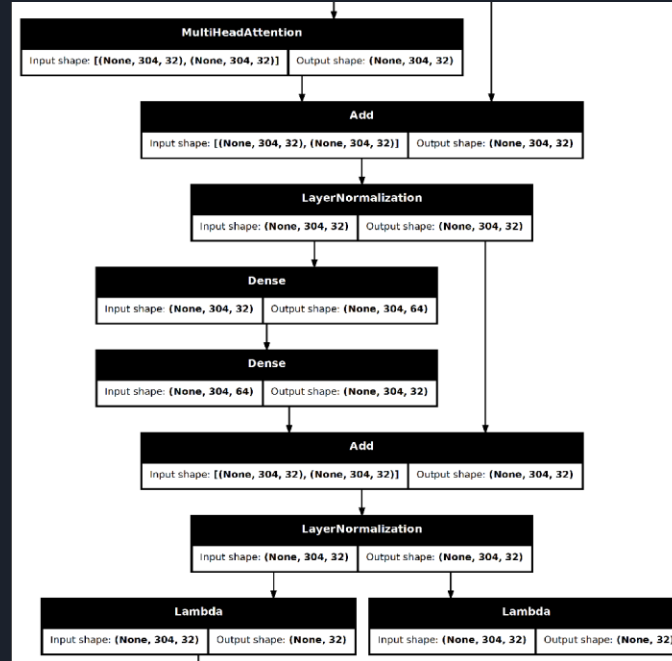 MultiHeadAttention
Input shape: [(None, 304, 32), (None, 304, 32)] Output shape: (None, 304, 32)
Add
Input shape: [(None, 304, 32), (None, 304, 32)] Output shape: (None, 304, 32)
LayerNormalization
Input shape: (None, 304, 32) Output shape: (None, 304, 32)
Dense
Input shape: (None, 304, 32) Output shape: (None, 304, 64)
Dense
Input shape: (None, 304, 64) Output shape: (None, 304, 32)
Add
Input shape: [(None, 304, 32), (None, 304, 32)] Output shape: (None, 304, 32)
LayerNormalization
Input shape: (None, 304, 32) Output shape: (None, 304, 32)
Lambda Lambda
Input shape: (None, 304, 32) Output shape: (None, 32) Input shape: (None, 304, 32) Output shape: (None, 32)